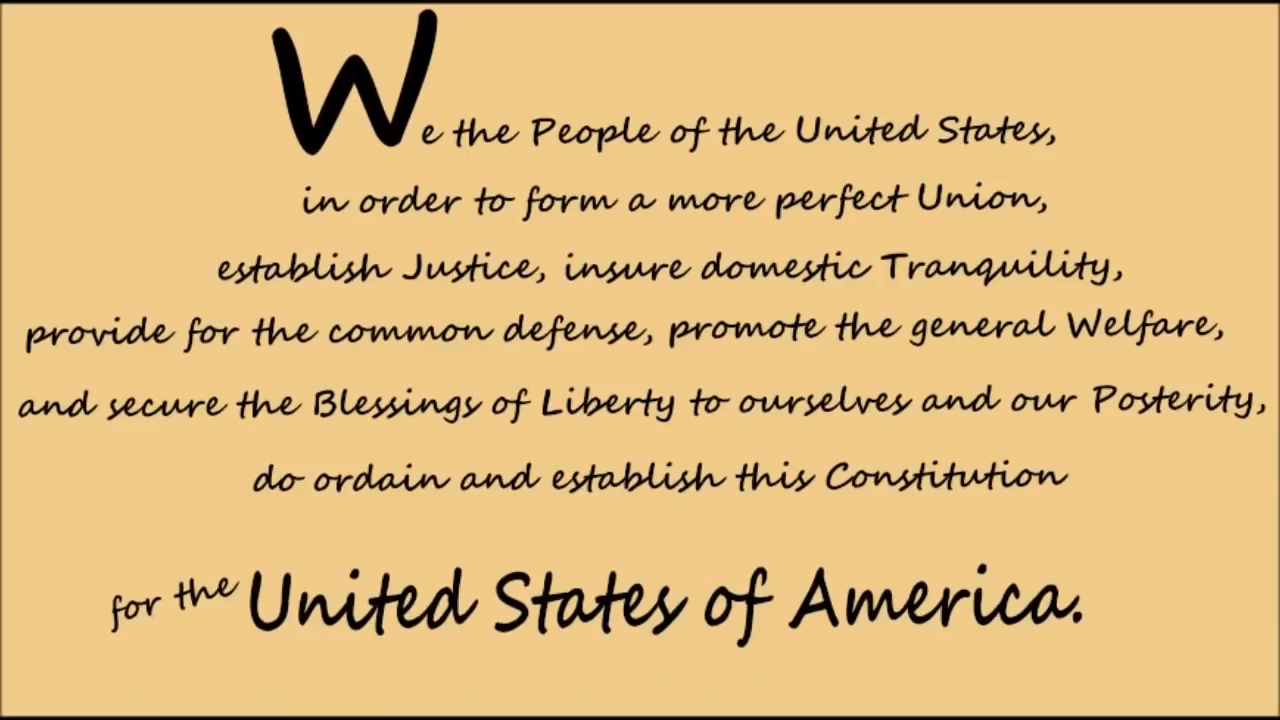 We the People of the United States,
in order to form a more perfect Union,
establish Justice, insure domestic Tranquility,
provide for the common defense, promote the general Welfare,
and secure the Blessings of Liberty to ourselves and our Posterity,
do ordain and establish this Constitution
for the United States of America.